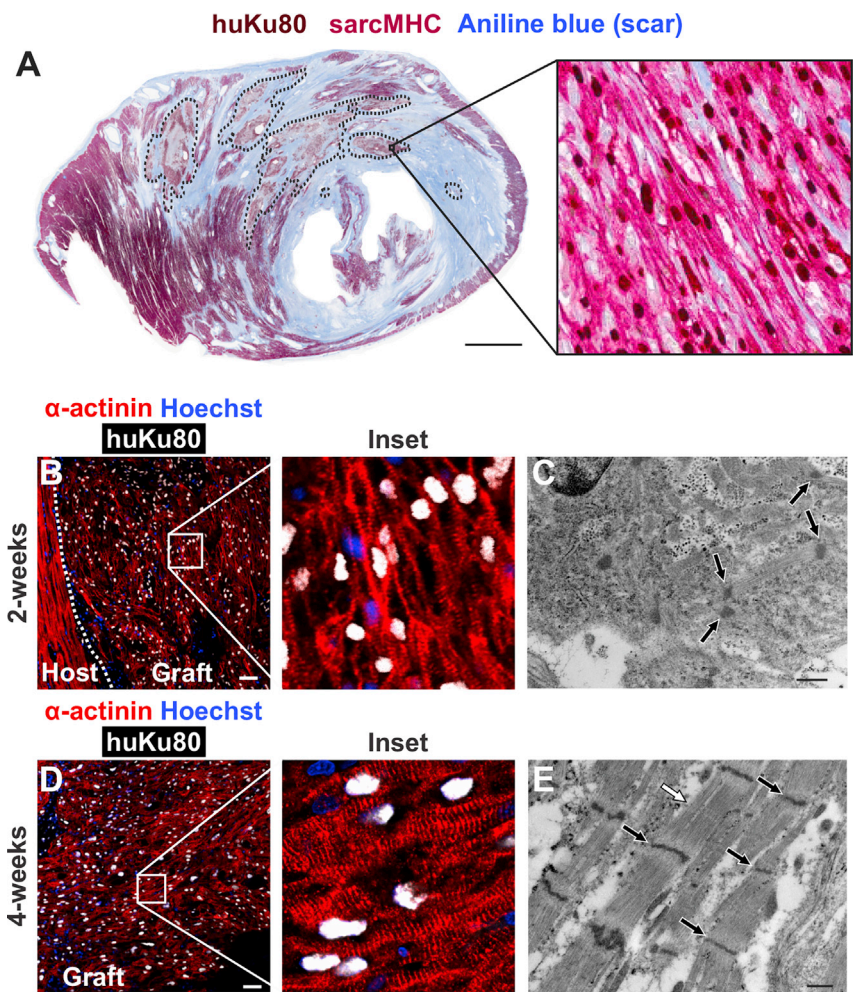 huKu80 sarcMHC Aniline blue (scar)
A
α-actinin Hoechst
huKu80 Inset
B C
2-weeks
Host Graft
α-actinin Hoechst
huKu80 Inset
D E
4-weeks
Graft